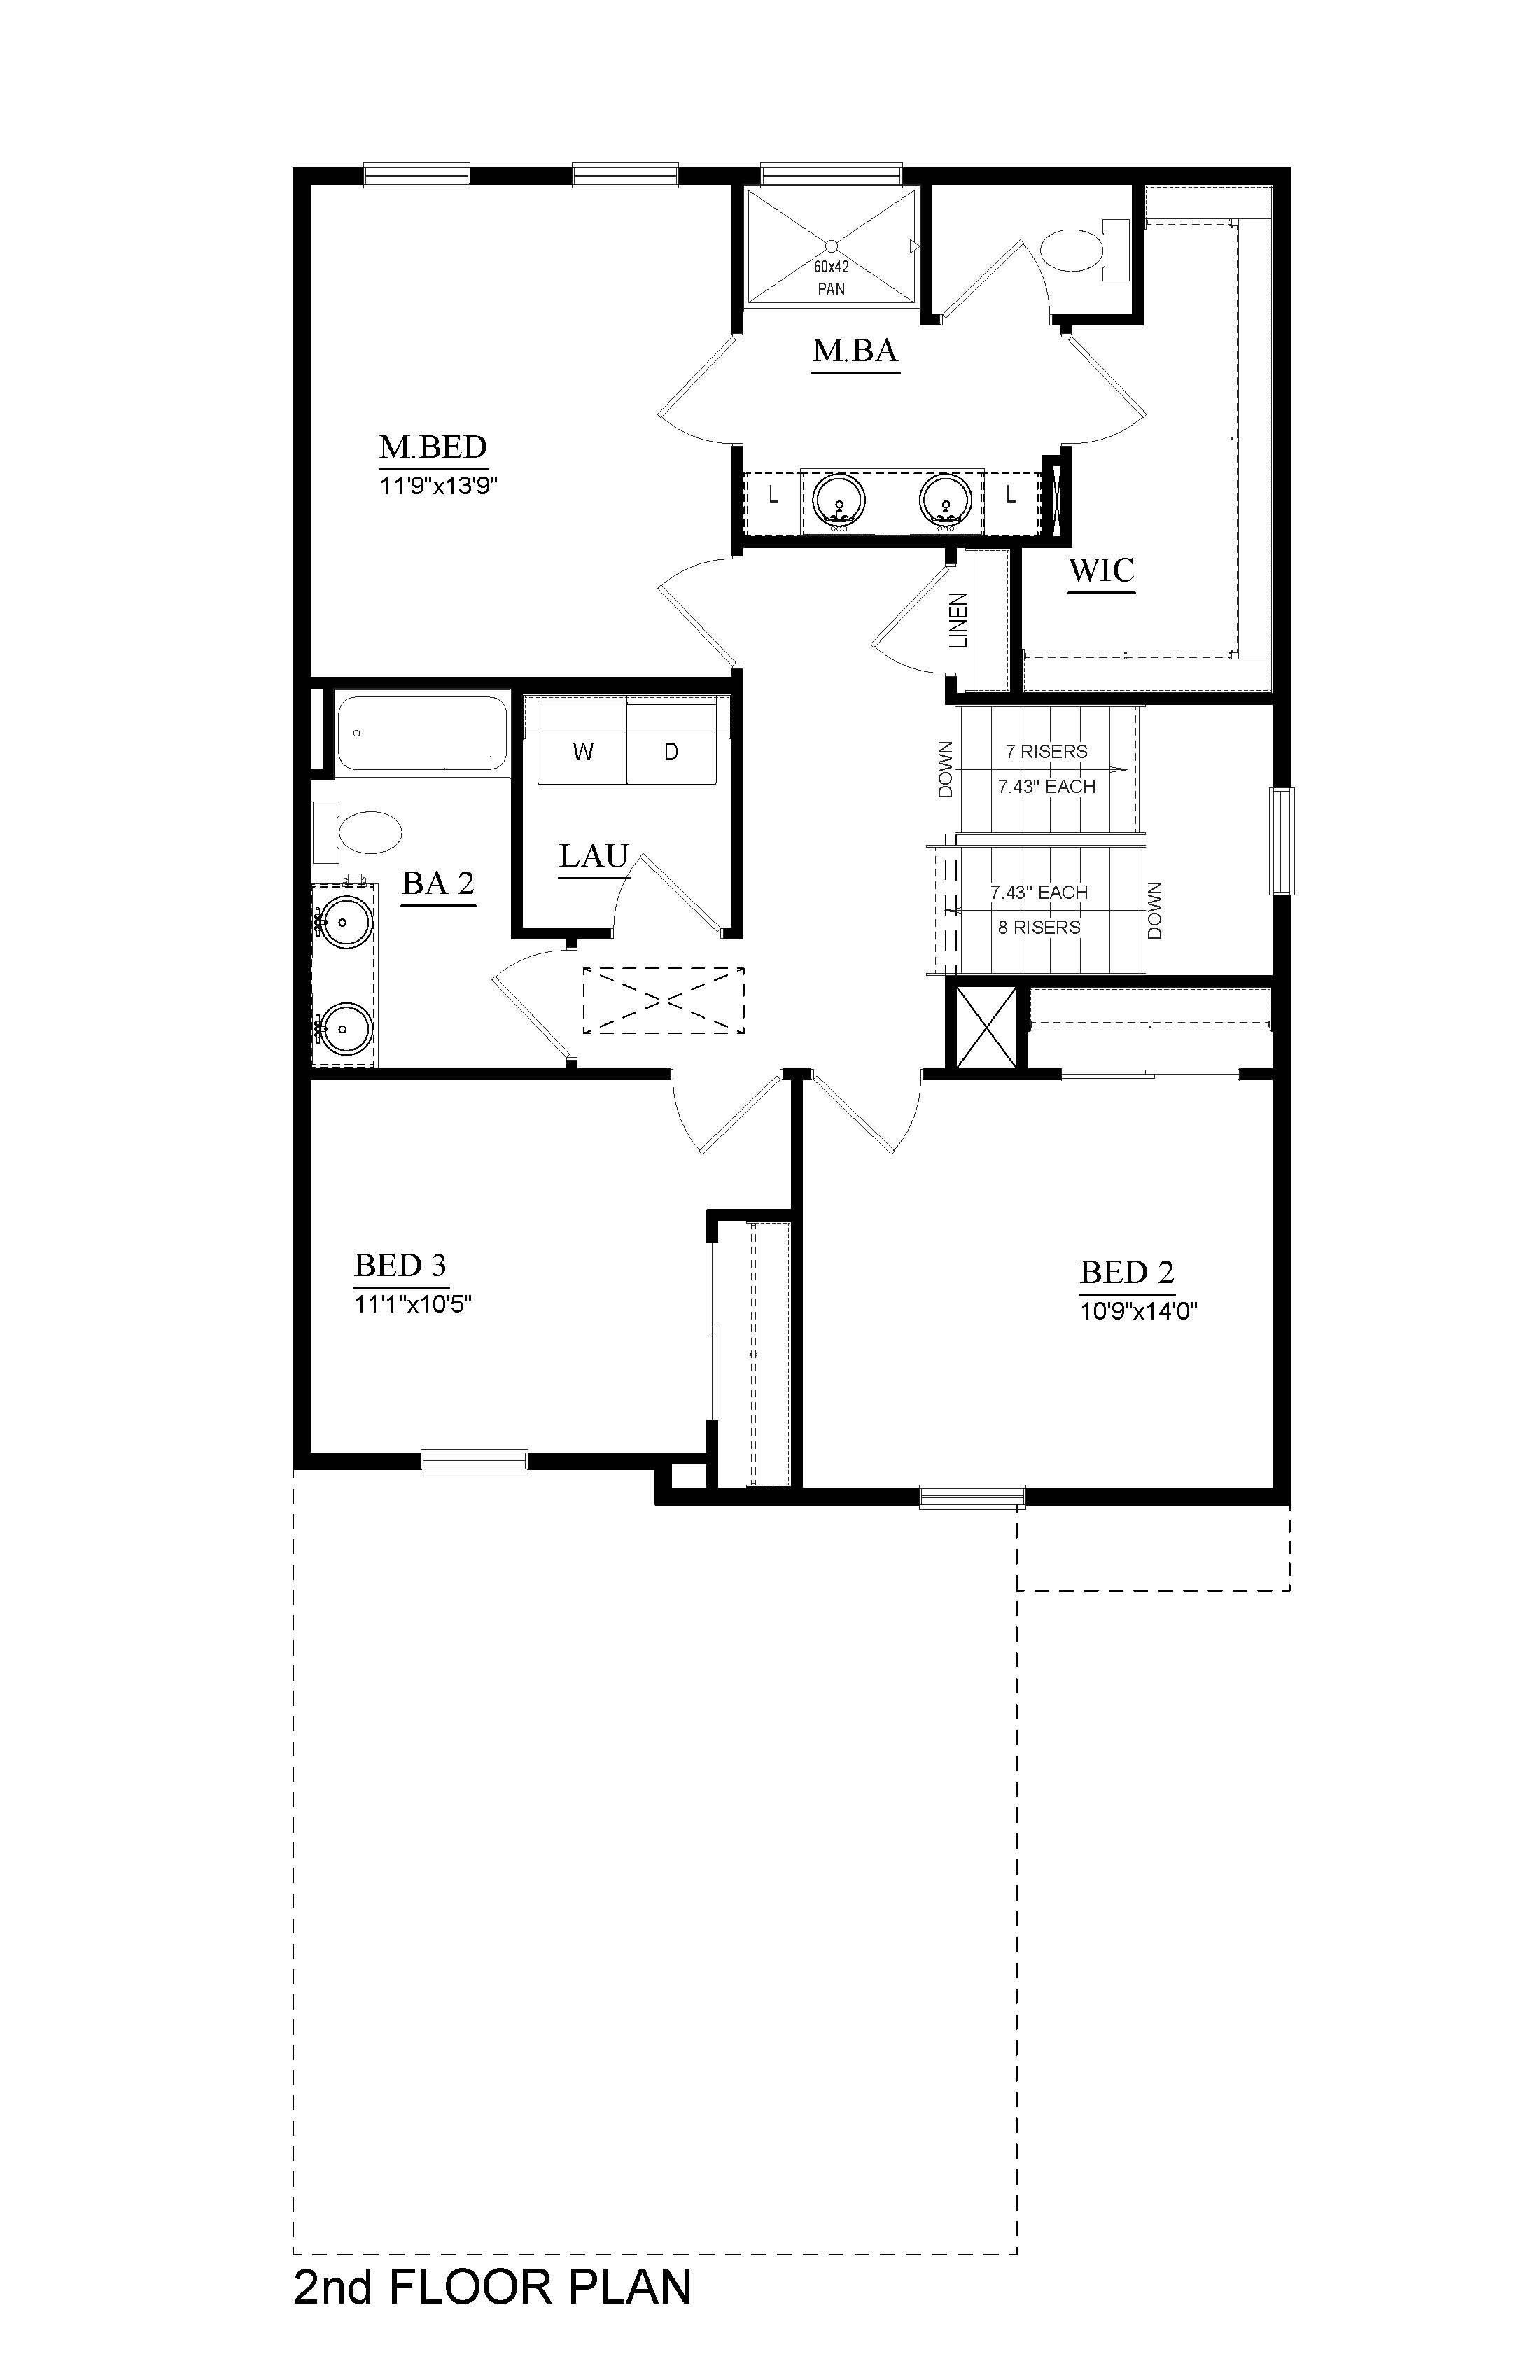 60x42
PAN
M.BA
M.BED
11'9"x13'9"
L
L
WIC
LINEN
W
D
DOWN
7 RISERS
7.43" EACH
LAU
BA 2
7.43" EACH
8 RISERS
DOWN
BED 3
11'1"x10'5"
BED 2
10'9"x14'0"
2nd FLOOR PLAN